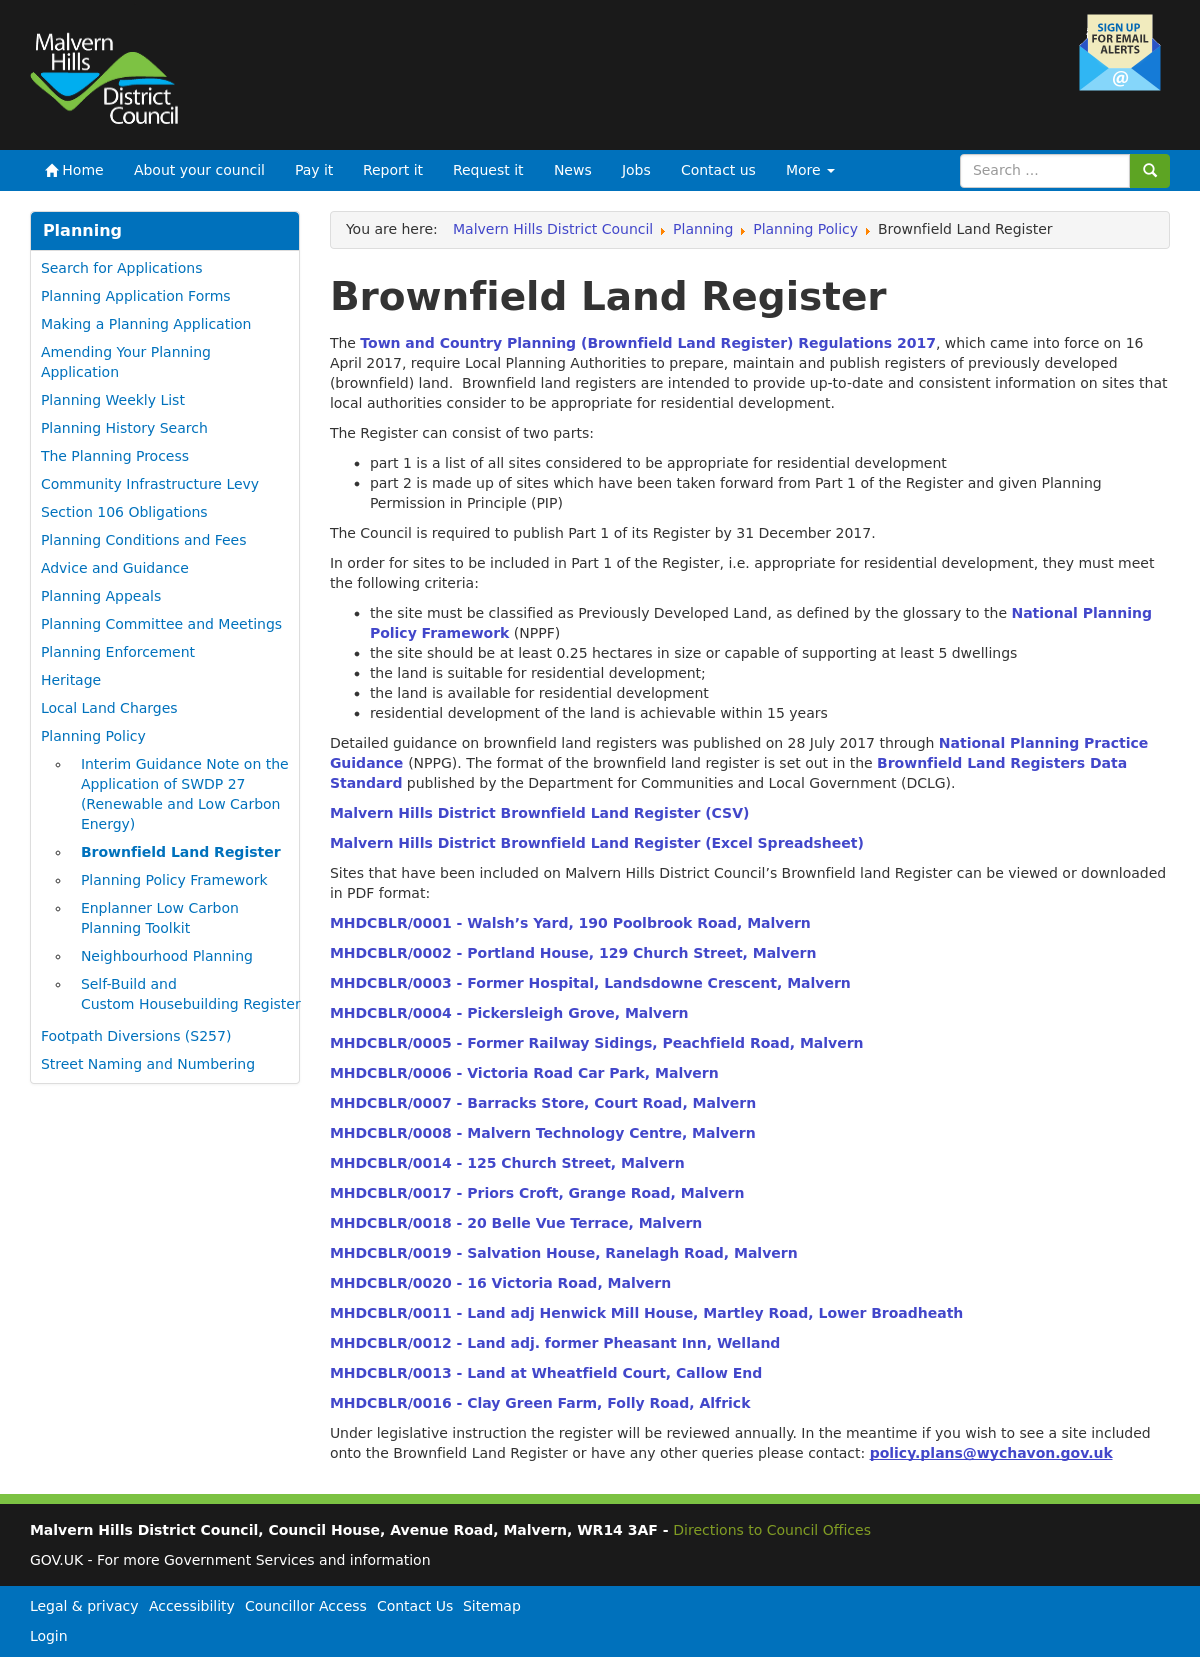 Malvern
Hills
District
Council
SIGN UP
FOR EMAIL
ALERTS
@
Home About your council Pay it Report it Request it News Jobs Contact us More Search ...
Planning
Search for Applications
Planning Application Forms
Making a Planning Application
Amending Your Planning
Application
Planning Weekly List
Planning History Search
The Planning Process
Community Infrastructure Levy
Section 106 Obligations
Planning Conditions and Fees
Advice and Guidance
Planning Appeals
Planning Committee and Meetings
Planning Enforcement
Heritage
Local Land Charges
Planning Policy
Interim Guidance Note on the
Application of SWDP 27
(Renewable and Low Carbon
Energy)
Brownfield Land Register
Planning Policy Framework
Enplanner Low Carbon
Planning Toolkit
Neighbourhood Planning
Self-Build and
Custom Housebuilding Register
Footpath Diversions (S257)
Street Naming and Numbering
You are here: Malvern Hills District Council Planning Planning Policy Brownfield Land Register
Brownfield Land Register
The Town and Country Planning (Brownfield Land Register) Regulations 2017, which came into force on 16
April 2017, require Local Planning Authorities to prepare, maintain and publish registers of previously developed
(brownfield) land.  Brownfield land registers are intended to provide up-to-date and consistent information on sites that
local authorities consider to be appropriate for residential development.
The Register can consist of two parts:
• part 1 is a list of all sites considered to be appropriate for residential development
• part 2 is made up of sites which have been taken forward from Part 1 of the Register and given Planning
Permission in Principle (PIP)
The Council is required to publish Part 1 of its Register by 31 December 2017.
In order for sites to be included in Part 1 of the Register, i.e. appropriate for residential development, they must meet
the following criteria:
• the site must be classified as Previously Developed Land, as defined by the glossary to the National Planning
Policy Framework (NPPF)
• the site should be at least 0.25 hectares in size or capable of supporting at least 5 dwellings
• the land is suitable for residential development;
• the land is available for residential development
• residential development of the land is achievable within 15 years
Detailed guidance on brownfield land registers was published on 28 July 2017 through National Planning Practice
Guidance (NPPG). The format of the brownfield land register is set out in the Brownfield Land Registers Data
Standard published by the Department for Communities and Local Government (DCLG).
Malvern Hills District Brownfield Land Register (CSV)
Malvern Hills District Brownfield Land Register (Excel Spreadsheet)
Sites that have been included on Malvern Hills District Council’s Brownfield land Register can be viewed or downloaded
in PDF format:
MHDCBLR/0001 - Walsh’s Yard, 190 Poolbrook Road, Malvern
MHDCBLR/0002 - Portland House, 129 Church Street, Malvern
MHDCBLR/0003 - Former Hospital, Landsdowne Crescent, Malvern
MHDCBLR/0004 - Pickersleigh Grove, Malvern
MHDCBLR/0005 - Former Railway Sidings, Peachfield Road, Malvern
MHDCBLR/0006 - Victoria Road Car Park, Malvern
MHDCBLR/0007 - Barracks Store, Court Road, Malvern
MHDCBLR/0008 - Malvern Technology Centre, Malvern
MHDCBLR/0014 - 125 Church Street, Malvern
MHDCBLR/0017 - Priors Croft, Grange Road, Malvern
MHDCBLR/0018 - 20 Belle Vue Terrace, Malvern
MHDCBLR/0019 - Salvation House, Ranelagh Road, Malvern
MHDCBLR/0020 - 16 Victoria Road, Malvern
MHDCBLR/0011 - Land adj Henwick Mill House, Martley Road, Lower Broadheath
MHDCBLR/0012 - Land adj. former Pheasant Inn, Welland
MHDCBLR/0013 - Land at Wheatfield Court, Callow End
MHDCBLR/0016 - Clay Green Farm, Folly Road, Alfrick
Under legislative instruction the register will be reviewed annually. In the meantime if you wish to see a site included
onto the Brownfield Land Register or have any other queries please contact: policy.plans@wychavon.gov.uk
Malvern Hills District Council, Council House, Avenue Road, Malvern, WR14 3AF - Directions to Council Offices
GOV.UK - For more Government Services and information
Legal & privacy Accessibility Councillor Access Contact Us Sitemap
Login